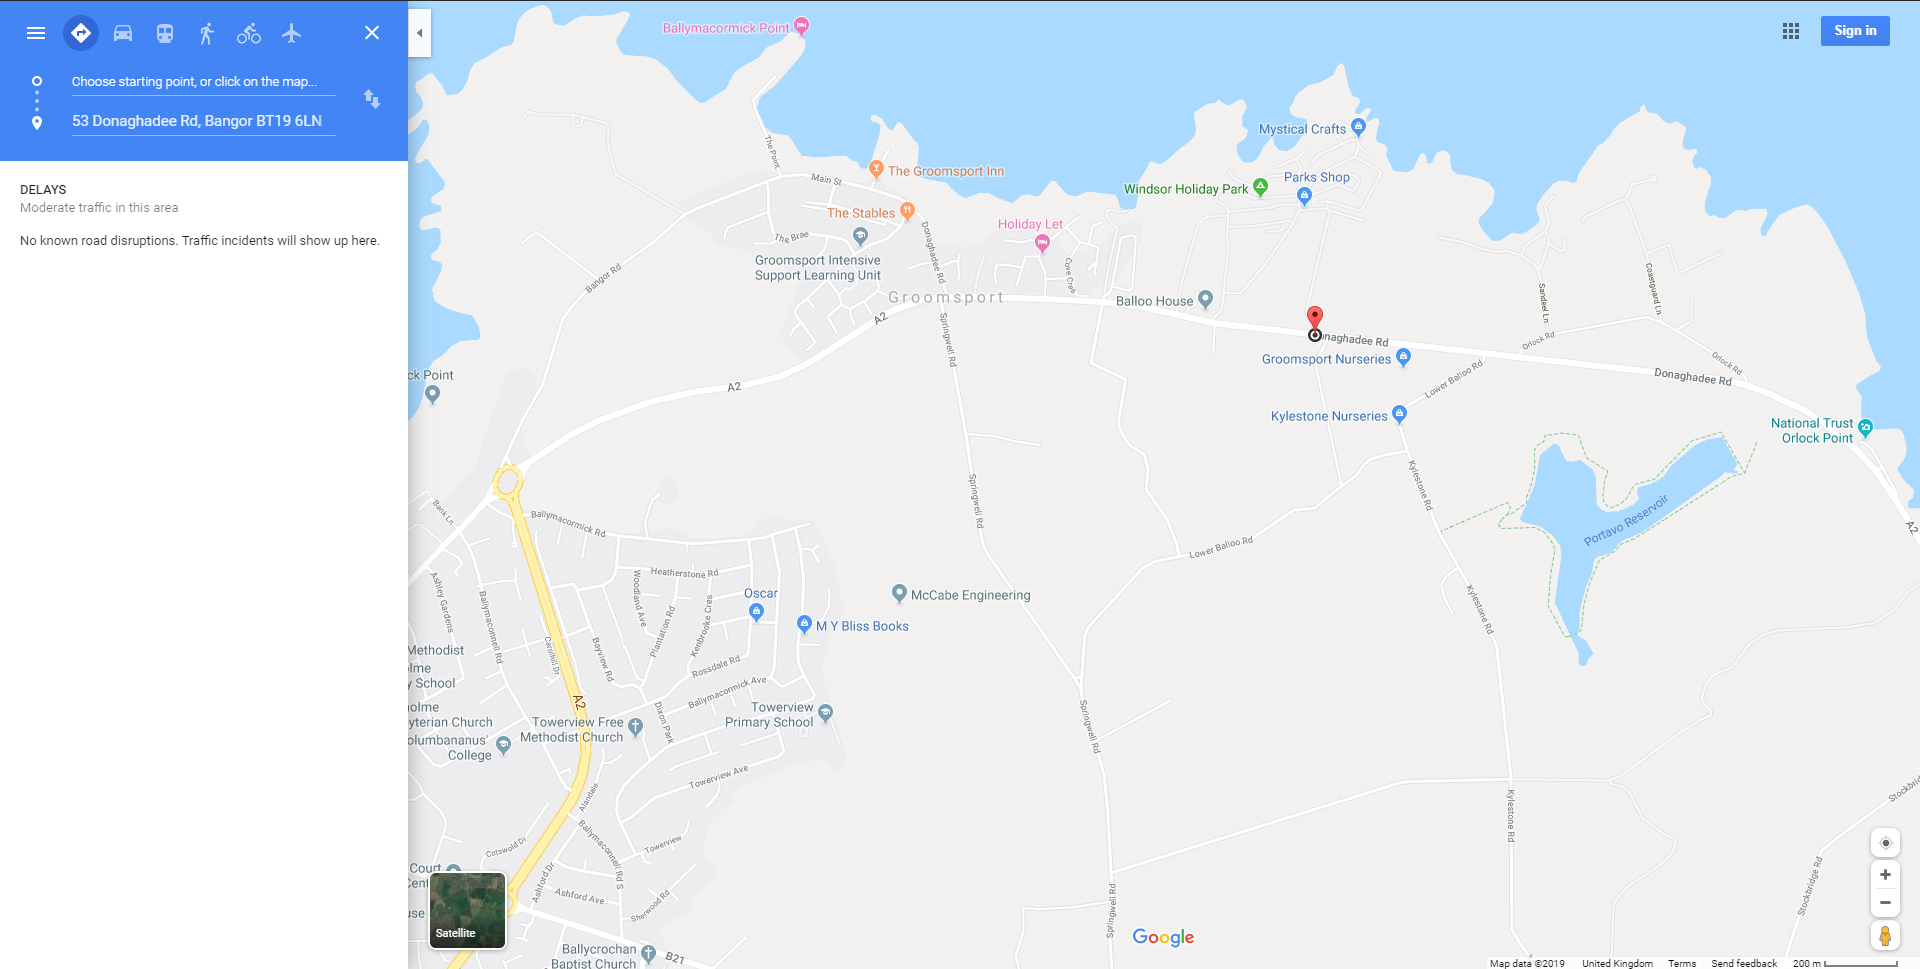 Choose starting point, or click on the map...
53 Donaghadee Rd, Bangor BT19 6LN
DELAYS
Moderate traffic in this area
No known road disruptions. Traffic incidents will show up here.
Sign in
Ballymacormick Point
The Point
Mystical Crafts
The Groomsport Inn
Main St
Parks Shop
Windsor Holiday Park
The Stables
Holiday Let
The Brae
Donaghadee Rd
Groomsport Intensive
Support Learning Unit
Bangor Rd
Cove Cres
Coastguard Ln
Sandeel Ln
Groomsport
Balloo House
A2
Springwell Rd
Donaghadee Rd
Orlock Rd
Groomsport Nurseries
Orlock Rd
Lower Balloo Rd
Donaghadee Rd
ck Point
A2
Kylestone Nurseries
National Trust
Orlock Point
Kylestone Rd
Springwell Rd
Bank Ln
Ballymacormick Rd
Portavo Reservoir
A2
Lower Balloo Rd
Heatherstone Rd
Ashley Gardens
Ballymaconnell Rd
Woodland Ave
Plantation Rd
Kenbrooke Cres
Oscar
McCabe Engineering
M Y Bliss Books
Kylestone Rd
Methodist
lme
y School
Carolhill Dr
Bayview Rd
Rossdale Rd
Ballymacormick Ave
A2
olme
yterian Church
olumbananus'
College
Towerview Free
Methodist Church
Dixon Park
Towerview
Primary School
Springwell Rd
Towerview Ave
Alandale
Kylestone Rd
Stockbridge
Cotswold Dr
Ballymaconnell Rd S
Towerview
Court
Cent
Ashford Dr
Ashford Ave
Sherwood Rd
use
Springwell Rd
Stockbridge Rd
Satellite
Ballycrochan
Baptist Church
B21
Google
Map data ©2019 United Kingdom Terms Send feedback 200 m